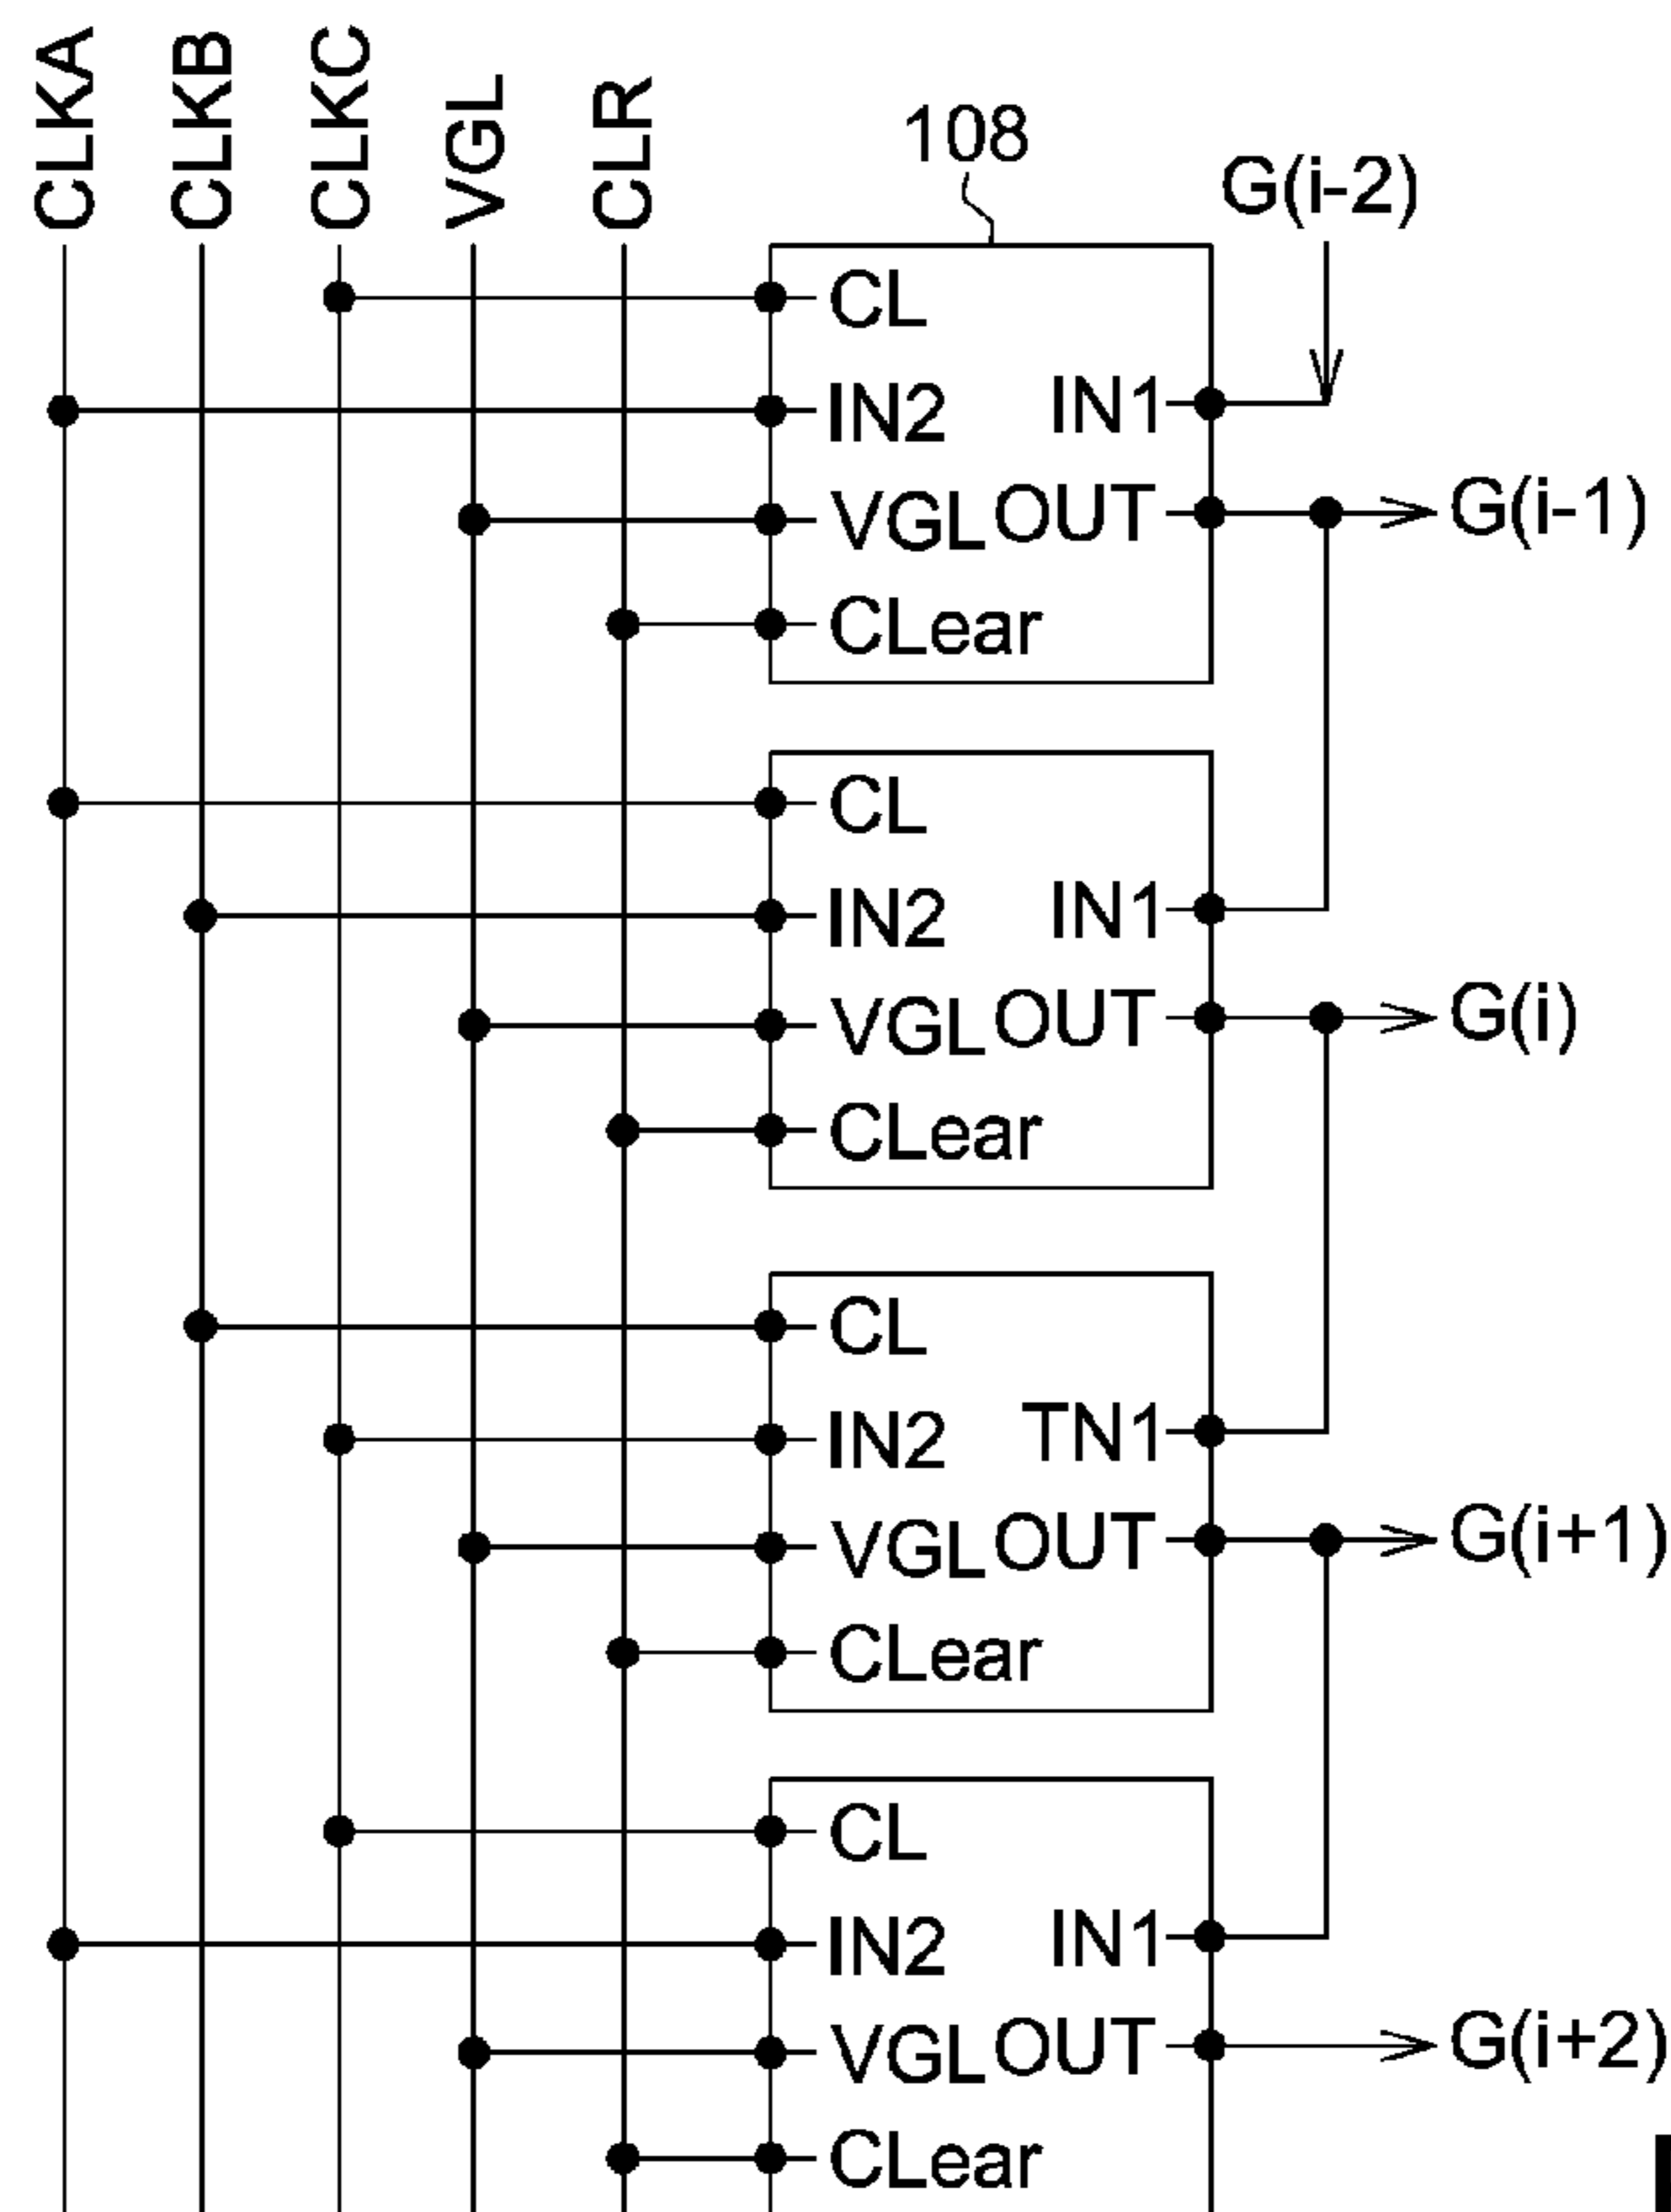 CLKA
CLKB
CLKC
VGL
CLR
108
G(i-2)
CL
IN2 IN1
VGL OUT G(i-1)
CLear
CL
IN2 IN1
VGL OUT G(i)
CLear
CL
IN2 TN1
VGL OUT G(i+1)
CLear
CL
IN2 IN1
VGL OUT G(i+2)
CLear